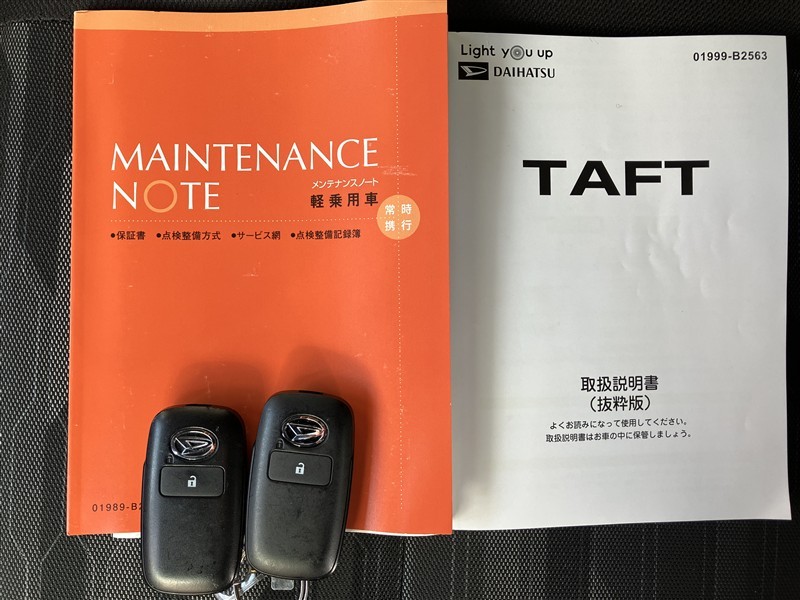 MAINTENANCE
NOTE
メンテナンスノート
軽乗用車
常時
携行
●保証書 ●点検整備方式 ●サービス網 ●点検整備記録簿
01989-B2
Light you up
DAIHATSU
01999-B2563
TAFT
取扱説明書
(抜粋版)
よくお読みになって使用してください。
取扱説明書はお車の中に保管しましょう。